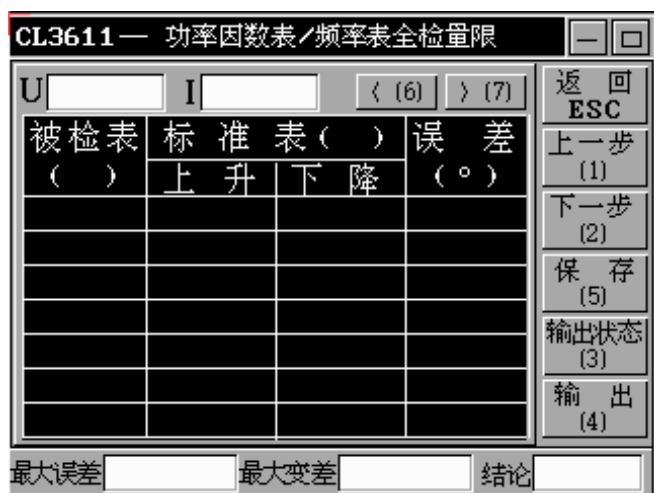 CL3611— 功率因数表/频率表全检量限
U I 〈 (6) 〉 (7)
返 回
ESC
被检表 标 准 表 ( ) 误 差
( ) 上 升 下 降 (°)
上一步
(1)
下一步
(2)
保 存
(5)
输出状态
(3)
输 出
(4)
最大误差 最大变差 结论